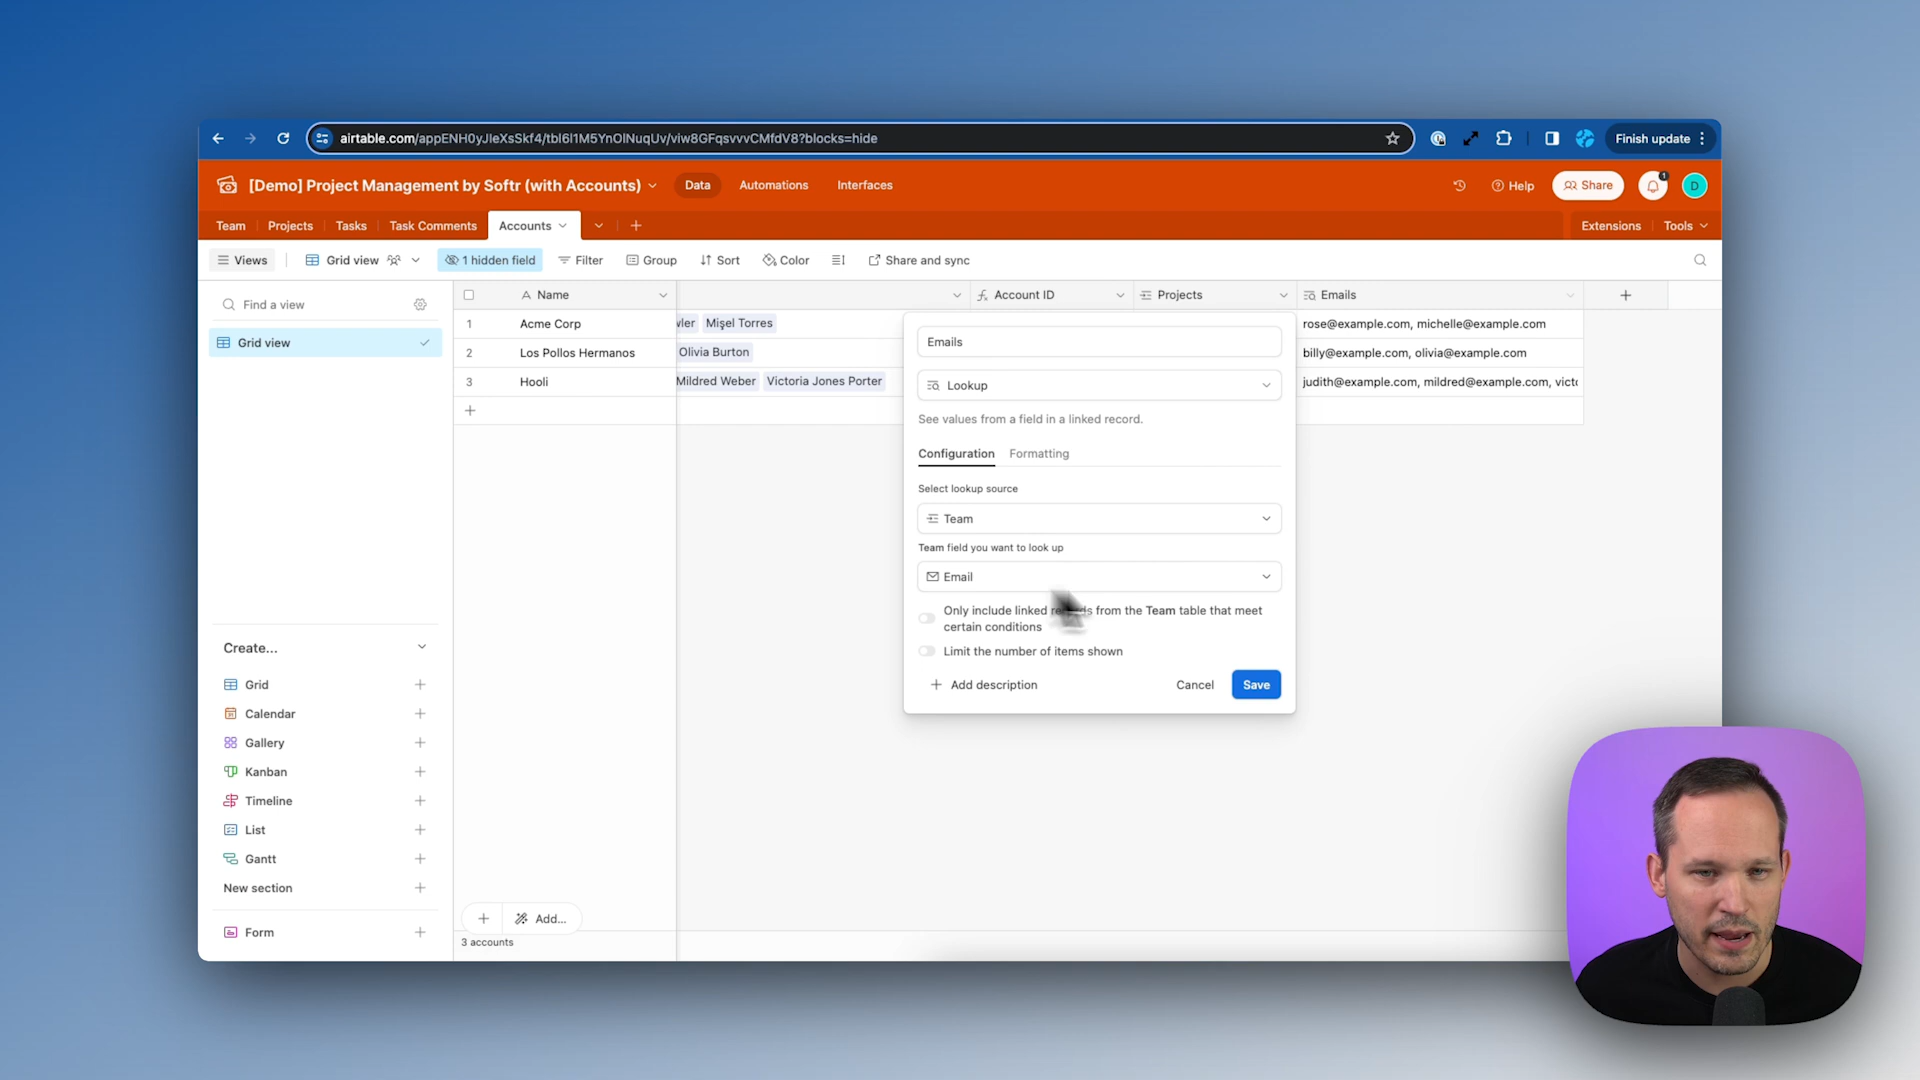 airtable.com/appENH0yJIeXsSkf4/tbl6l1M5YnOlNuqUv/viw8GFqsvvvCMfdV8?blocks=hide
Finish update
[Demo] Project Management by Softr (with Accounts)
Data
Automations
Interfaces
Help
Share
1
D
Team
Projects
Tasks
Task Comments
Accounts
Extensions
Tools
Views
Grid view
1 hidden field
Filter
Group
Sort
Color
Share and sync
Find a view
Grid view
Name
Account ID
Projects
Emails
1 Acme Corp
Mişel Torres
rose@example.com, michelle@example.com
2 Los Pollos Hermanos
Olivia Burton
billy@example.com, olivia@example.com
3 Hooli
Mildred Weber
Victoria Jones Porter
judith@example.com, mildred@example.com,
Emails
Lookup
See values from a field in a linked record.
Configuration
Formatting
Select lookup source
Team
Team field you want to look up
Email
Only include linked records from the Team table that meet
certain conditions
Limit the number of items shown
Add description
Cancel
Save
Create...
Grid
Calendar
Gallery
Kanban
Timeline
List
Gantt
New section
Form
Add...
3 accounts